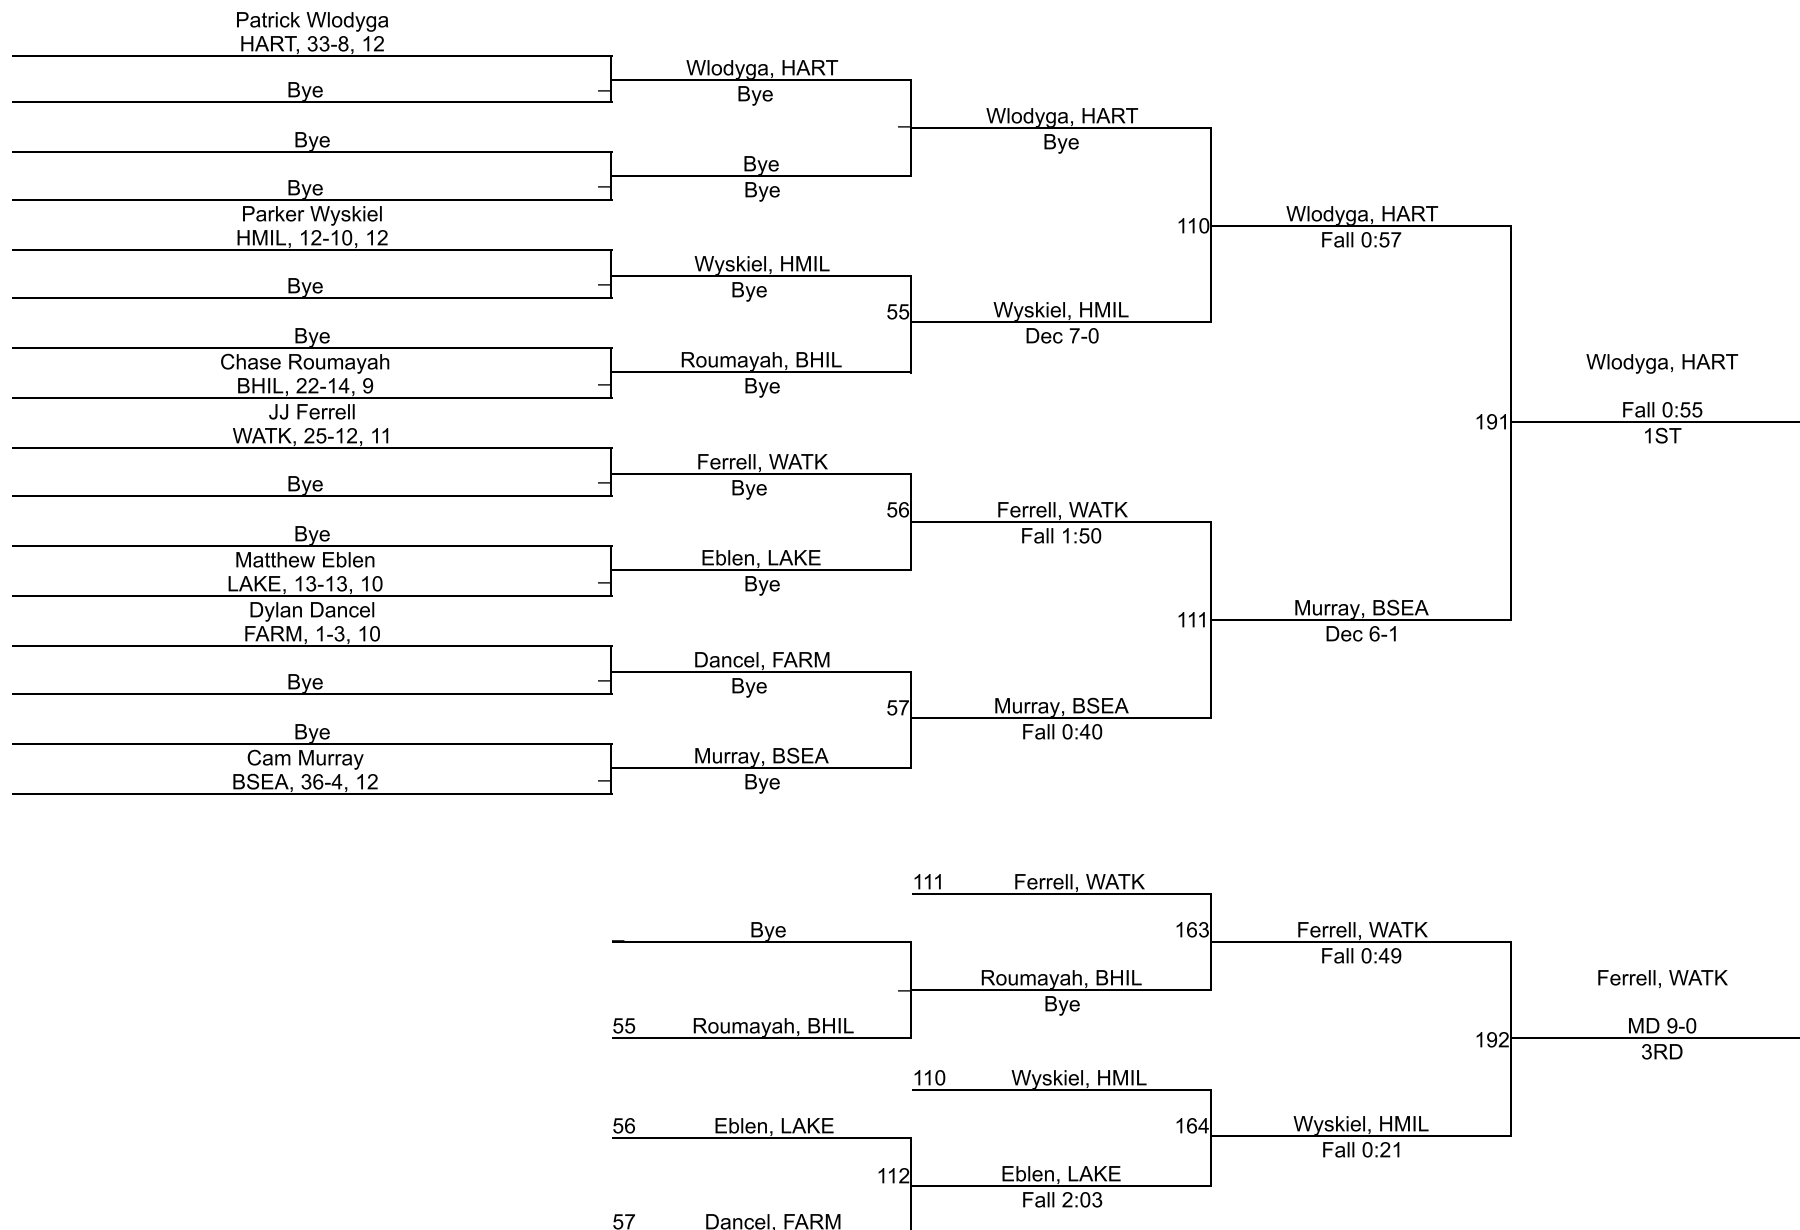 Patrick Wlodyga
HART, 33-8, 12
Bye
Bye
Bye
Parker Wyskiel
HMIL, 12-10, 12
Bye
Bye
Chase Roumayah
BHIL, 22-14, 9
JJ Ferrell
WATK, 25-12, 11
Bye
Bye
Matthew Eblen
LAKE, 13-13, 10
Dylan Dancel
FARM, 1-3, 10
Bye
Bye
Cam Murray
BSEA, 36-4, 12
Wlodyga, HART
Bye
Bye
Bye
Wyskiel, HMIL
Bye
55
Roumayah, BHIL
Bye
Ferrell, WATK
Bye
56
Eblen, LAKE
Bye
Dancel, FARM
Bye
57
Murray, BSEA
Bye
Wlodyga, HART
Bye
110
Wyskiel, HMIL
Dec 7-0
Ferrell, WATK
Fall 1:50
111
Murray, BSEA
Fall 0:40
Wlodyga, HART
Fall 0:57
191
Murray, BSEA
Dec 6-1
Wlodyga, HART
Fall 0:55
1ST
Bye
55 Roumayah, BHIL
56 Eblen, LAKE
112
57 Dancel, FARM
111 Ferrell, WATK
163
Roumayah, BHIL
Bye
110 Wyskiel, HMIL
164
Eblen, LAKE
Fall 2:03
Ferrell, WATK
Fall 0:49
192
Wyskiel, HMIL
Fall 0:21
Ferrell, WATK
MD 9-0
3RD